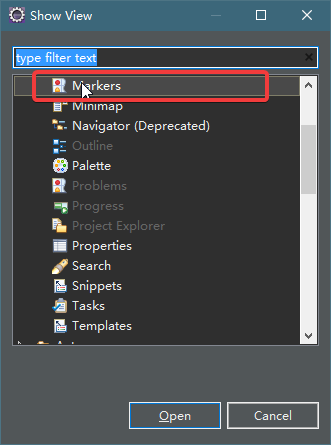 Show View
type filter text
Markers
Minimap
Navigator (Deprecated)
Outline
Palette
Problems
Progress
Project Explorer
Properties
Search
Snippets
Tasks
Templates
Open
Cancel